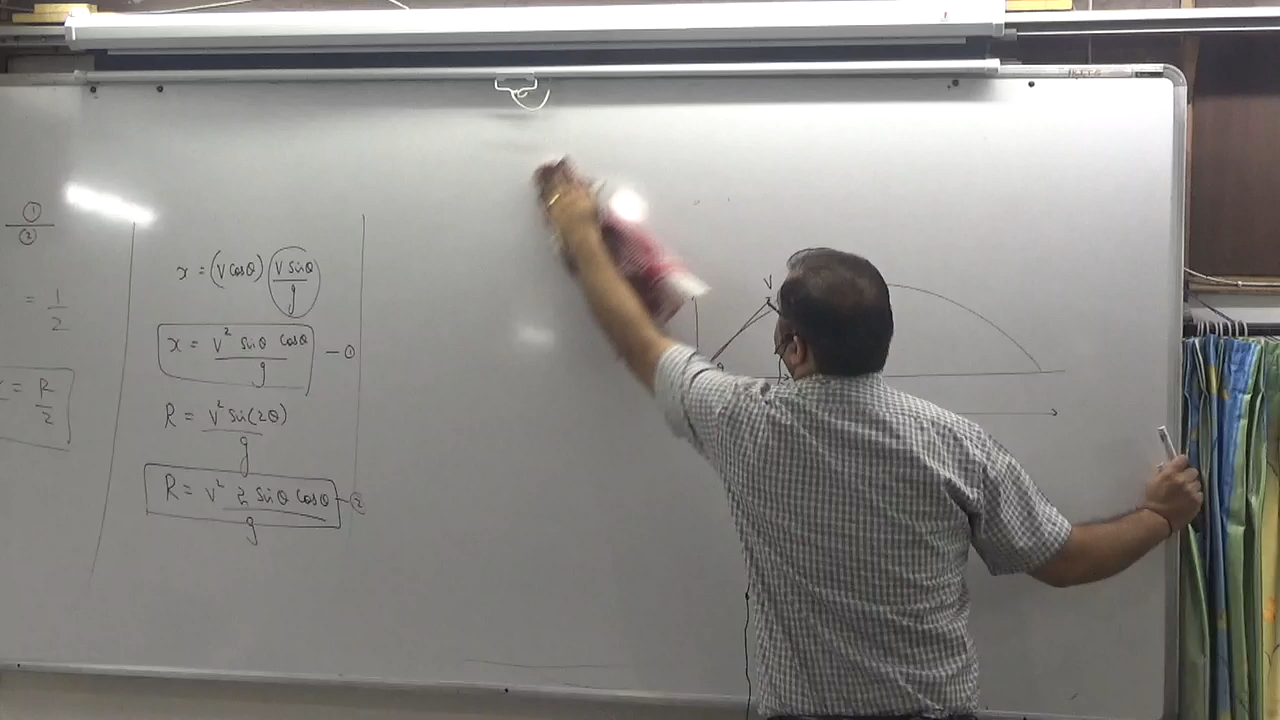 ①
②
= 1/2
= R/2
x = (v cosθ) (v sinθ/g)
x = v² sinθ cosθ/g — ①
R = v² sin(2θ)/g
R = v² 2 sinθ cosθ/g — ②
v
θ